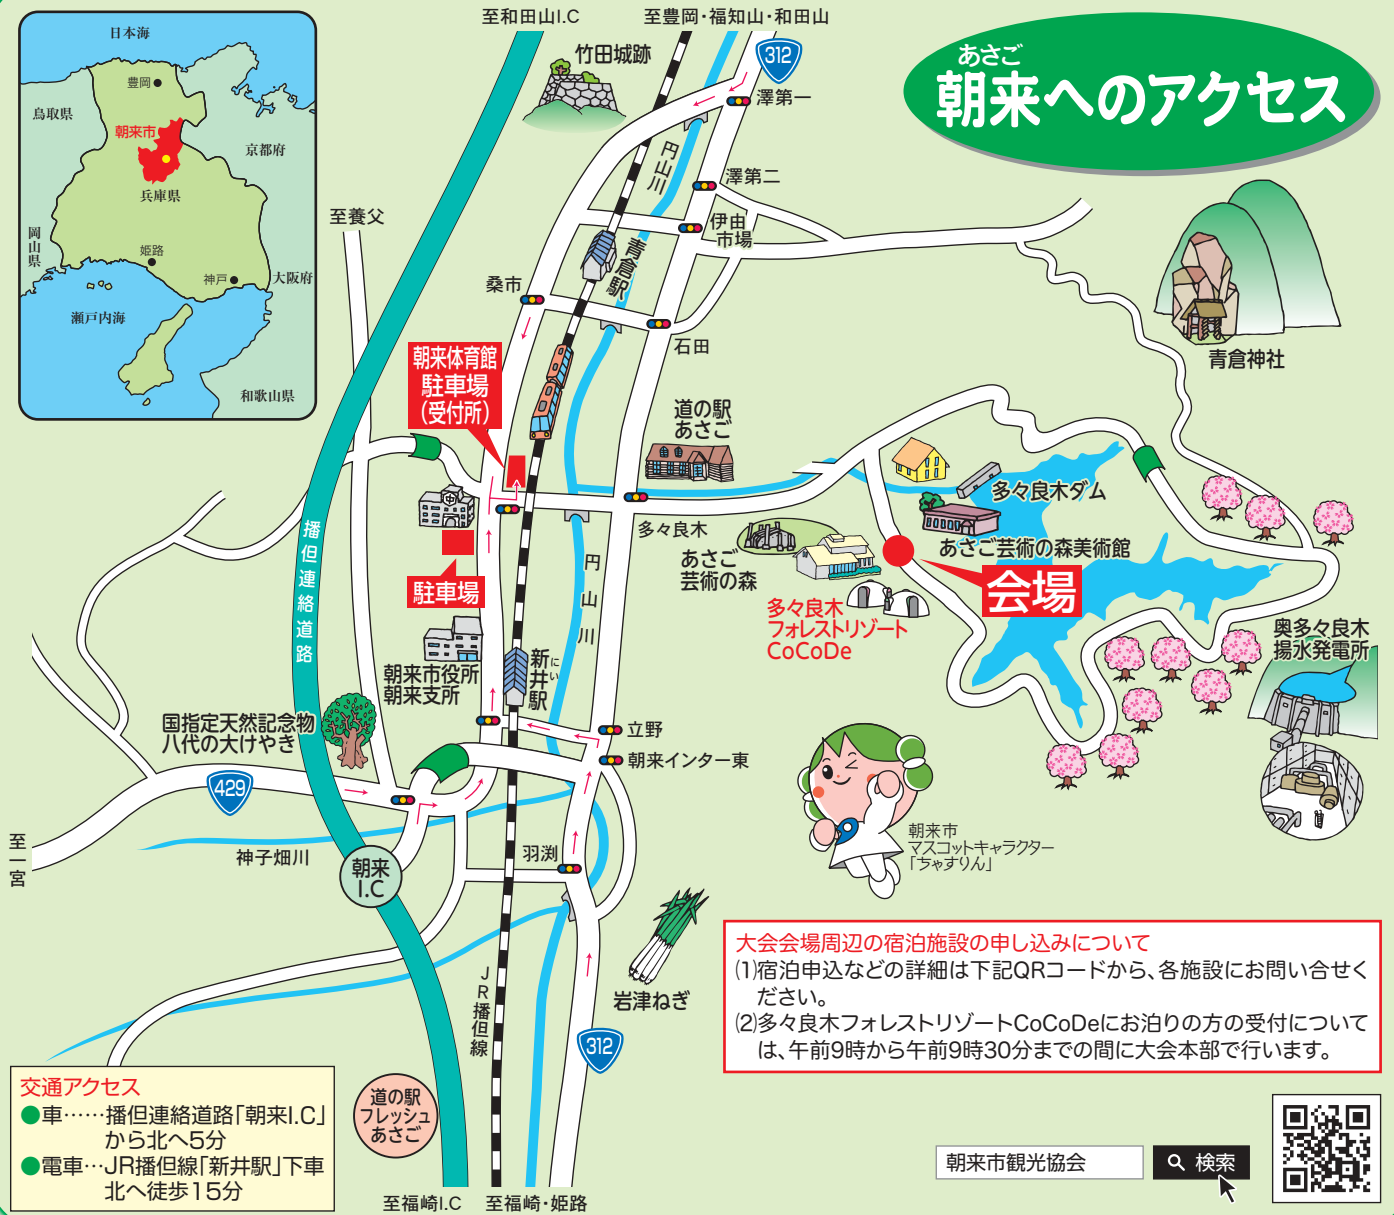 あさご
朝来へのアクセス
日本海
豊岡
鳥取県
朝来市
京都府
兵庫県
岡山県
姫路
神戸
大阪府
瀬戸内海
和歌山県
至和田山I.C
至豊岡・福知山・和田山
312
竹田城跡
澤第一
円山川
澤第二
至養父
伊由
市場
青倉駅
桑市
石田
青倉神社
朝来体育館
駐車場
(受付所)
道の駅
あさご
多々良木ダム
播但連絡道路
多々良木
あさご
芸術の森
あさご芸術の森美術館
会場
円山川
駐車場
多々良木
フォレストリゾート
CoCoDe
奥多々良木
揚水発電所
朝来市役所
朝来支所
新井駅
にい
国指定天然記念物
八代の大けやき
立野
朝来インター東
429
至一宮
神子畑川
朝来
I.C
羽渕
朝来市
マスコットキャラクター
「ちゃすりん」
岩津ねぎ
JR播但線
312
大会会場周辺の宿泊施設の申し込みについて
⑴宿泊申込などの詳細は下記QRコードから、各施設にお問い合せく
ださい。
⑵多々良木フォレストリゾートCoCoDeにお泊りの方の受付について
は、午前9時から午前9時30分までの間に大会本部で行います。
交通アクセス
●車……播但連絡道路「朝来I.C」
から北へ5分
●電車…JR播但線「新井駅」下車
北へ徒歩15分
道の駅
フレッシュ
あさご
至福崎I.C
至福崎・姫路
朝来市観光協会
検索